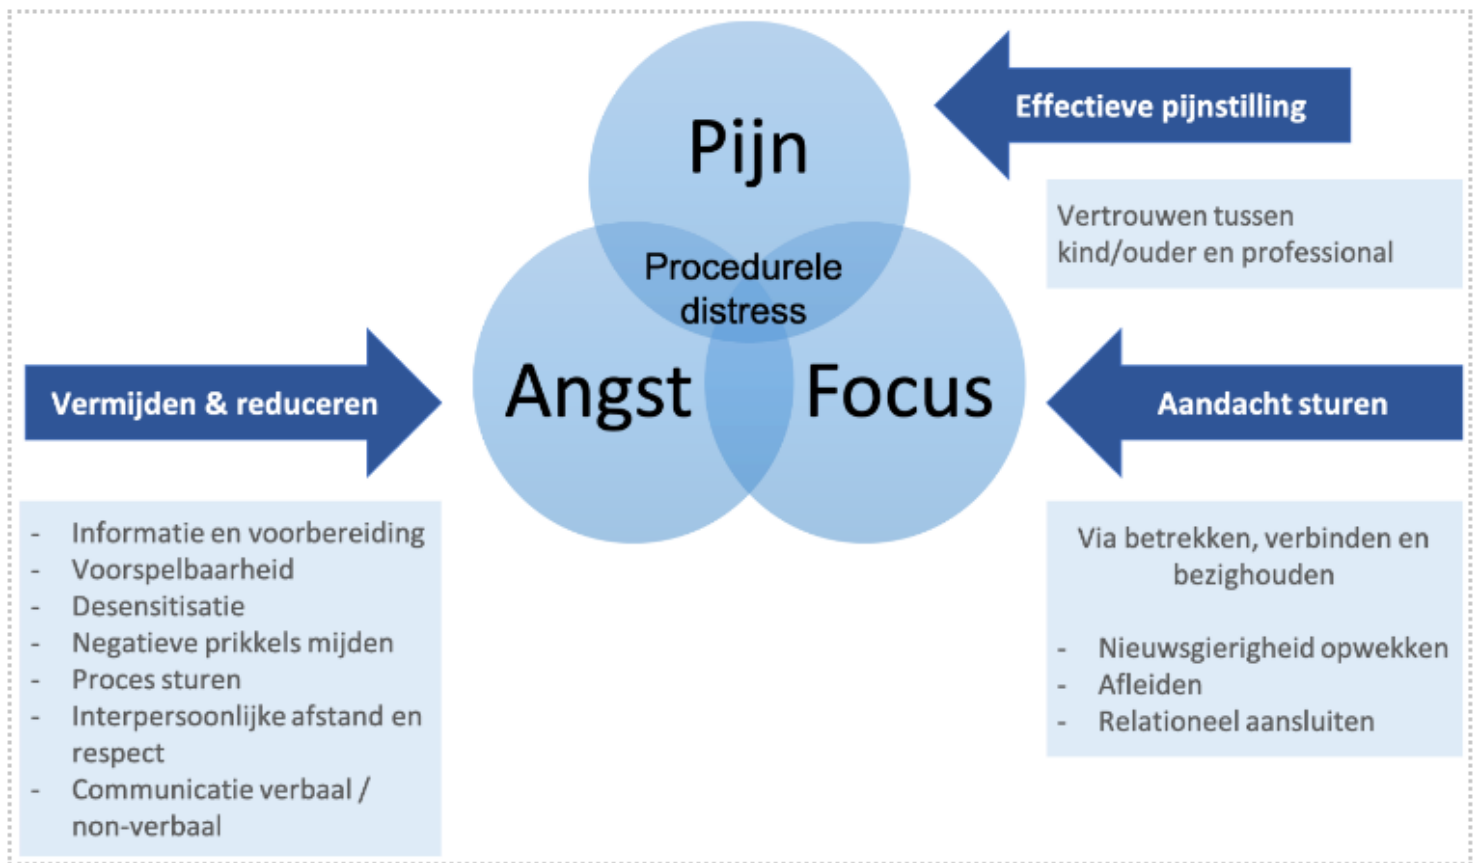 Pijn
Effectieve pijnstilling
Vertrouwen tussen
kind/ouder en professional
Procedurele
distress
Angst
Focus
Vermijden & reduceren
Aandacht sturen
- Informatie en voorbereiding
- Voorspelbaarheid
- Desensitisatie
- Negatieve prikkels mijden
- Proces sturen
- Interpersoonlijke afstand en
respect
- Communicatie verbaal /
non-verbaal
Via betrekken, verbinden en
bezighouden
- Nieuwsgierigheid opwekken
- Afleiden
- Relationeel aansluiten